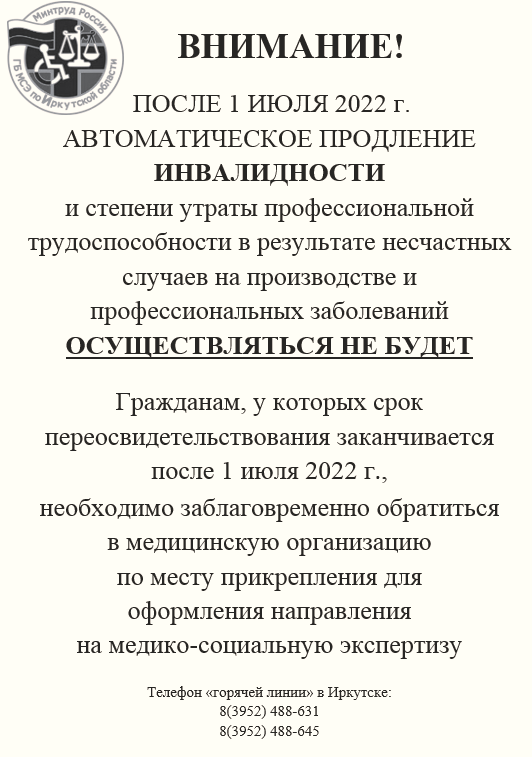 Минтруд России
ГБ МСЭ по Иркутской области
ВНИМАНИЕ!
ПОСЛЕ 1 ИЮЛЯ 2022 г.
АВТОМАТИЧЕСКОЕ ПРОДЛЕНИЕ
ИНВАЛИДНОСТИ
и степени утраты профессиональной
трудоспособности в результате несчастных
случаев на производстве и
профессиональных заболеваний
ОСУЩЕСТВЛЯТЬСЯ НЕ БУДЕТ
Гражданам, у которых срок
переосвидетельствования заканчивается
после 1 июля 2022 г.,
необходимо заблаговременно обратиться
в медицинскую организацию
по месту прикрепления для
оформления направления
на медико-социальную экспертизу
Телефон «горячей линии» в Иркутске:
8(3952) 488-631
8(3952) 488-645